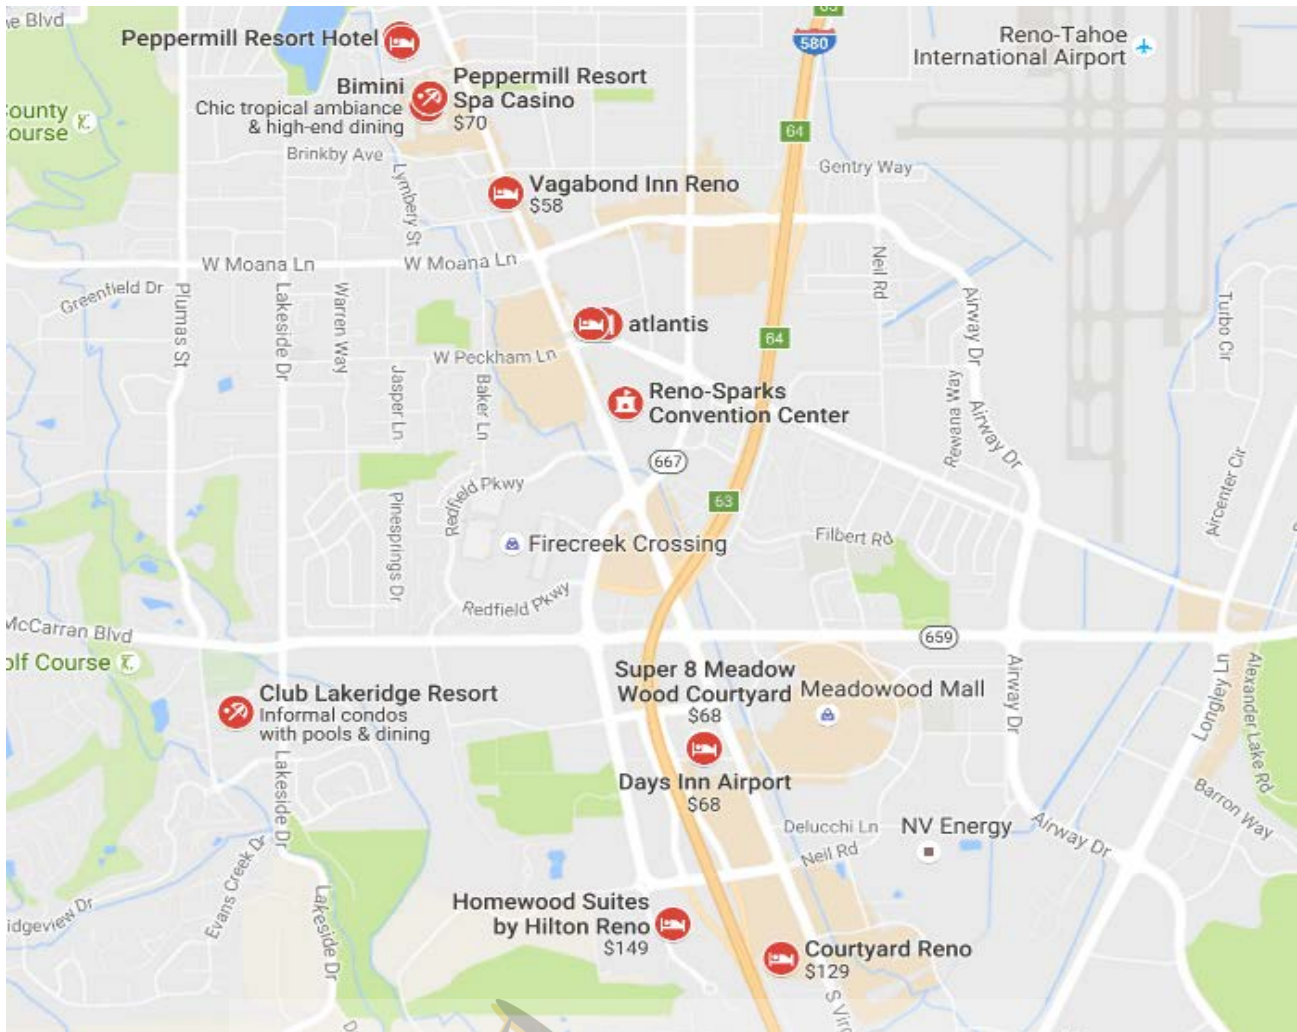 ne Blvd
Peppermill Resort Hotel
65
580
Reno-Tahoe
International Airport
Bimini
Chic tropical ambiance
& high-end dining
Peppermill Resort
Spa Casino
$70
County
Course
64
Brinkby Ave
Lymbery St
Gentry Way
Vagabond Inn Reno
$58
W Moana Ln
W Moana Ln
Neil Rd
Greenfield Dr
Plumas St
Lakeside Dr
Warren Way
Airway Dr
Turbo Cir
atlantis
64
W Peckham Ln
Jasper Ln
Baker Ln
Reno-Sparks
Convention Center
Rewana Way
Airway Dr
667
Redfield Pkwy
Pinesprings Dr
63
Aircenter Cir
Firecreek Crossing
Filbert Rd
Redfield Pkwy
McCarran Blvd
659
olf Course
Super 8 Meadow
Wood Courtyard
$68
Meadowood Mall
Airway Dr
Longley Ln
Alexander Lake Rd
Club Lakeridge Resort
Informal condos
with pools & dining
Lakeside Dr
Days Inn Airport
$68
Barron Way
Delucchi Ln
NV Energy
Airway Dr
Neil Rd
Evans Creek Dr
idgeview Dr
Lakeside Dr
Homewood Suites
by Hilton Reno
$149
Courtyard Reno
$129
S Virg
D